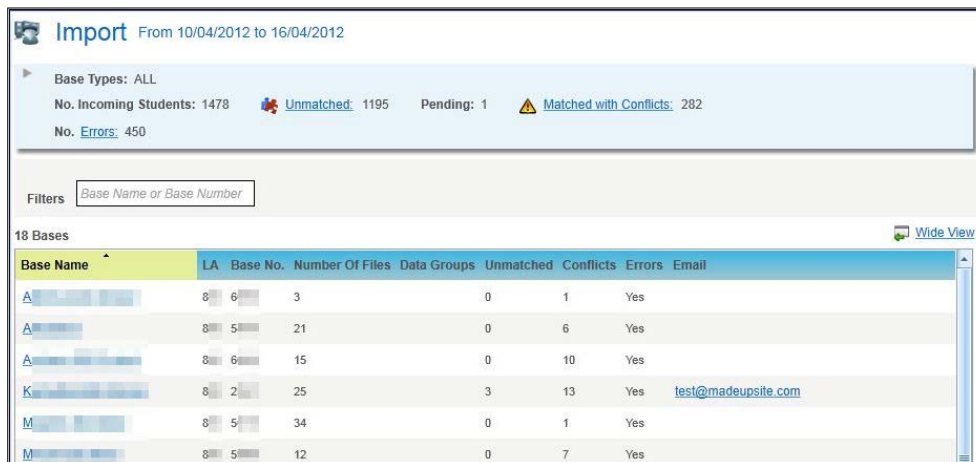 Import From 10/04/2012 to 16/04/2012
Base Types: ALL
No. Incoming Students: 1478 Unmatched: 1195 Pending: 1 Matched with Conflicts: 282
No. Errors: 450
Filters Base Name or Base Number
18 Bases Wide View
Base Name LA Base No. Number Of Files Data Groups Unmatched Conflicts Errors Email
A 8 6 3 0 1 Yes
A 8 5 21 0 6 Yes
A 8 6 15 0 10 Yes
K 8 2 25 3 13 Yes test@madeupsite.com
M 8 5 34 0 1 Yes
M 8 5 12 0 7 Yes